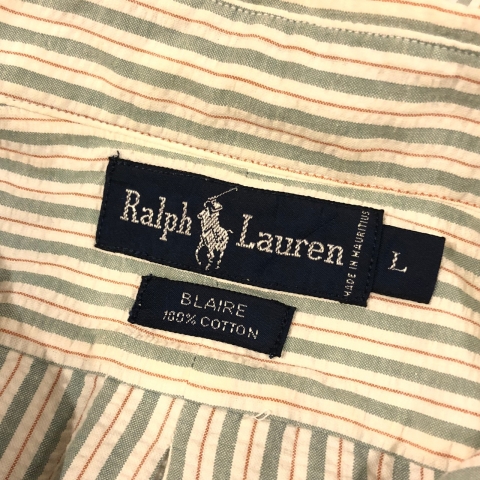 Ralph Lauren
MADE IN MAURITIUS
L
BLAIRE
100% COTTON